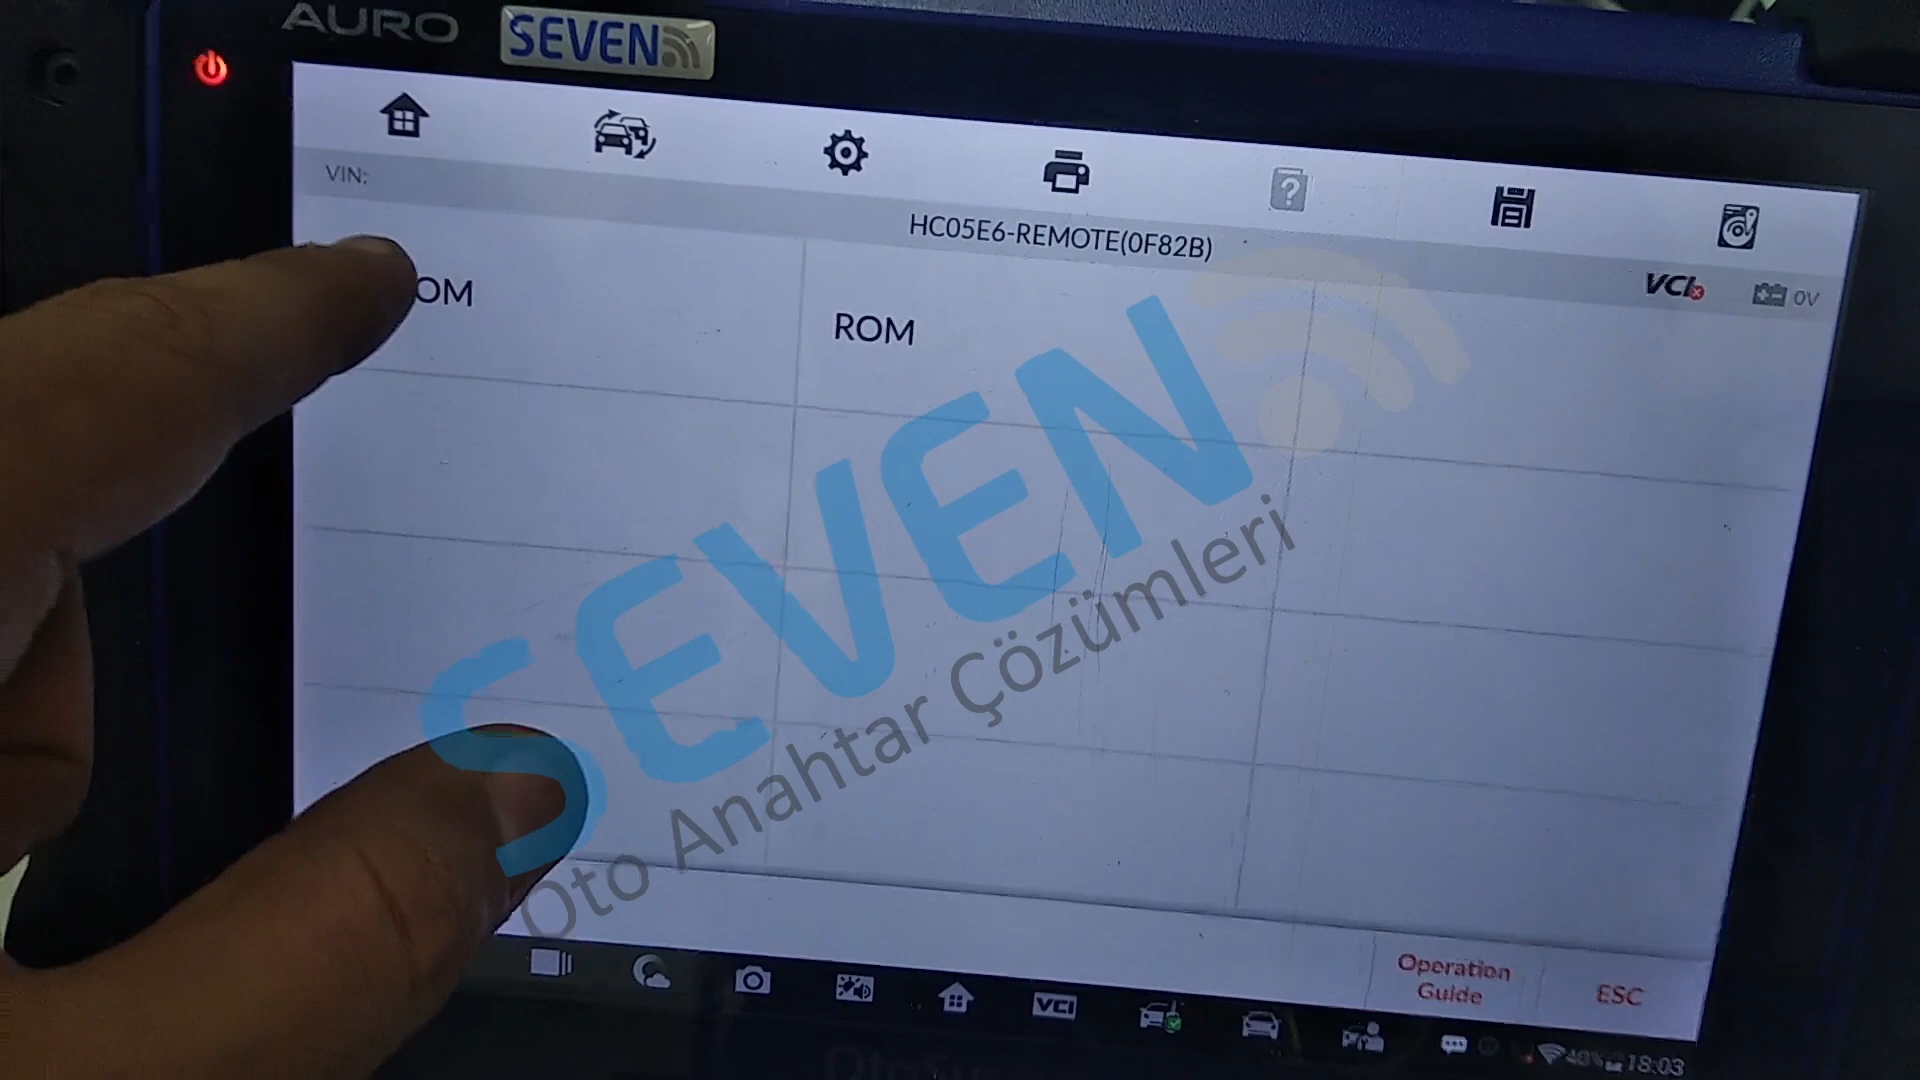 AURO
SEVEN
VIN:
HC05E6-REMOTE(0F82B)
VCI
0V
OM
ROM
SEVEN
Oto Anahtar Çözümleri
Operation
Guide
ESC
VCI
18:03